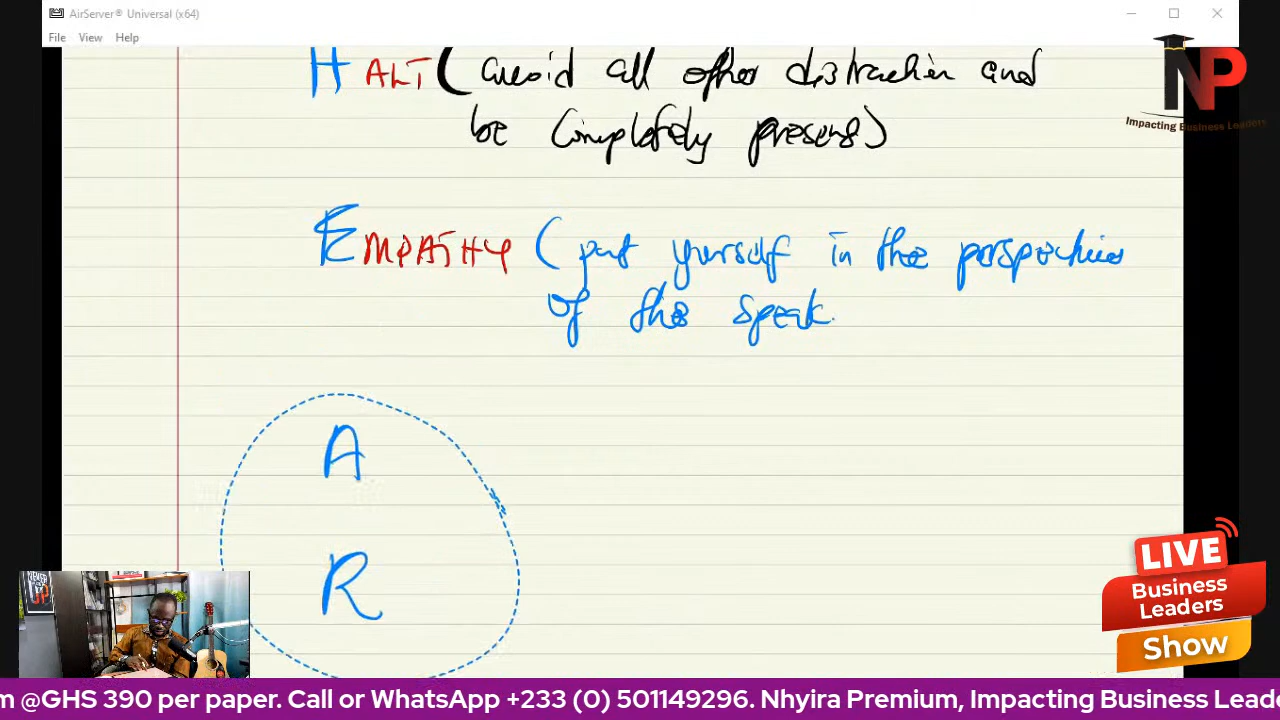 AirServer® Universal (x64)
File View Help
NP
Impacting Business Leaders
HALT (avoid all other distraction and
be completely present)
EMPATHY (put yourself in the perspective
of the speak
A
R
LIVE
Business
Leaders
Show
m @GHS 390 per paper. Call or WhatsApp +233 (0) 501149296. Nhyira Premium, Impacting Business Leade